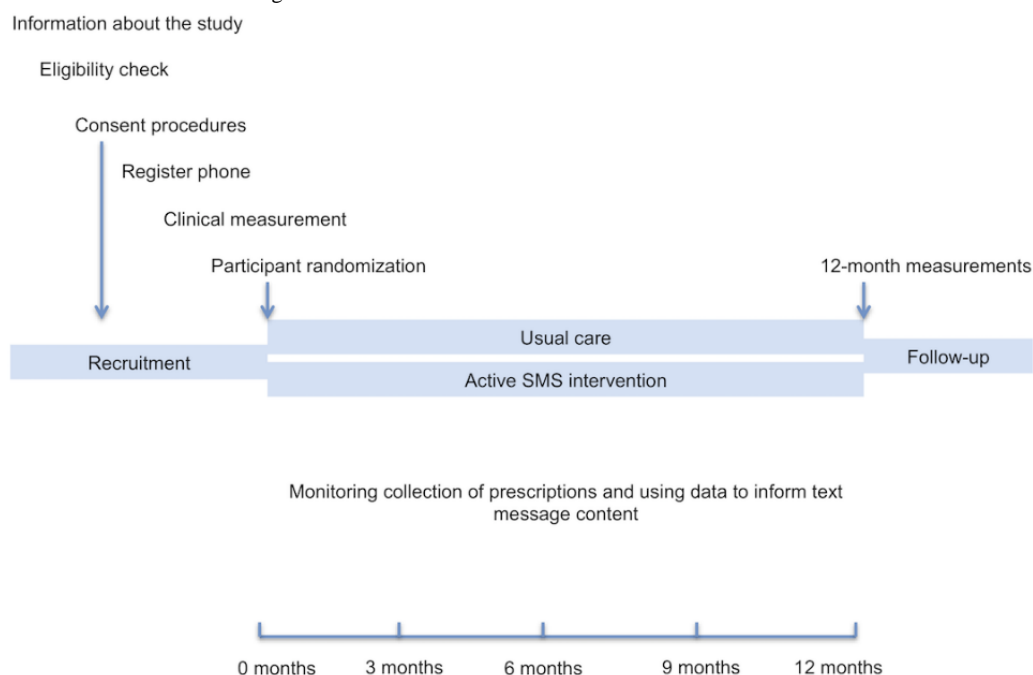 Information about the study
Eligibility check
Consent procedures
Register phone
Clinical measurement
Participant randomization
12-month measurements
Usual care
Recruitment
Follow-up
Active SMS intervention
Monitoring collection of prescriptions and using data to inform text
message content
0 months
3 months
6 months
9 months
12 months